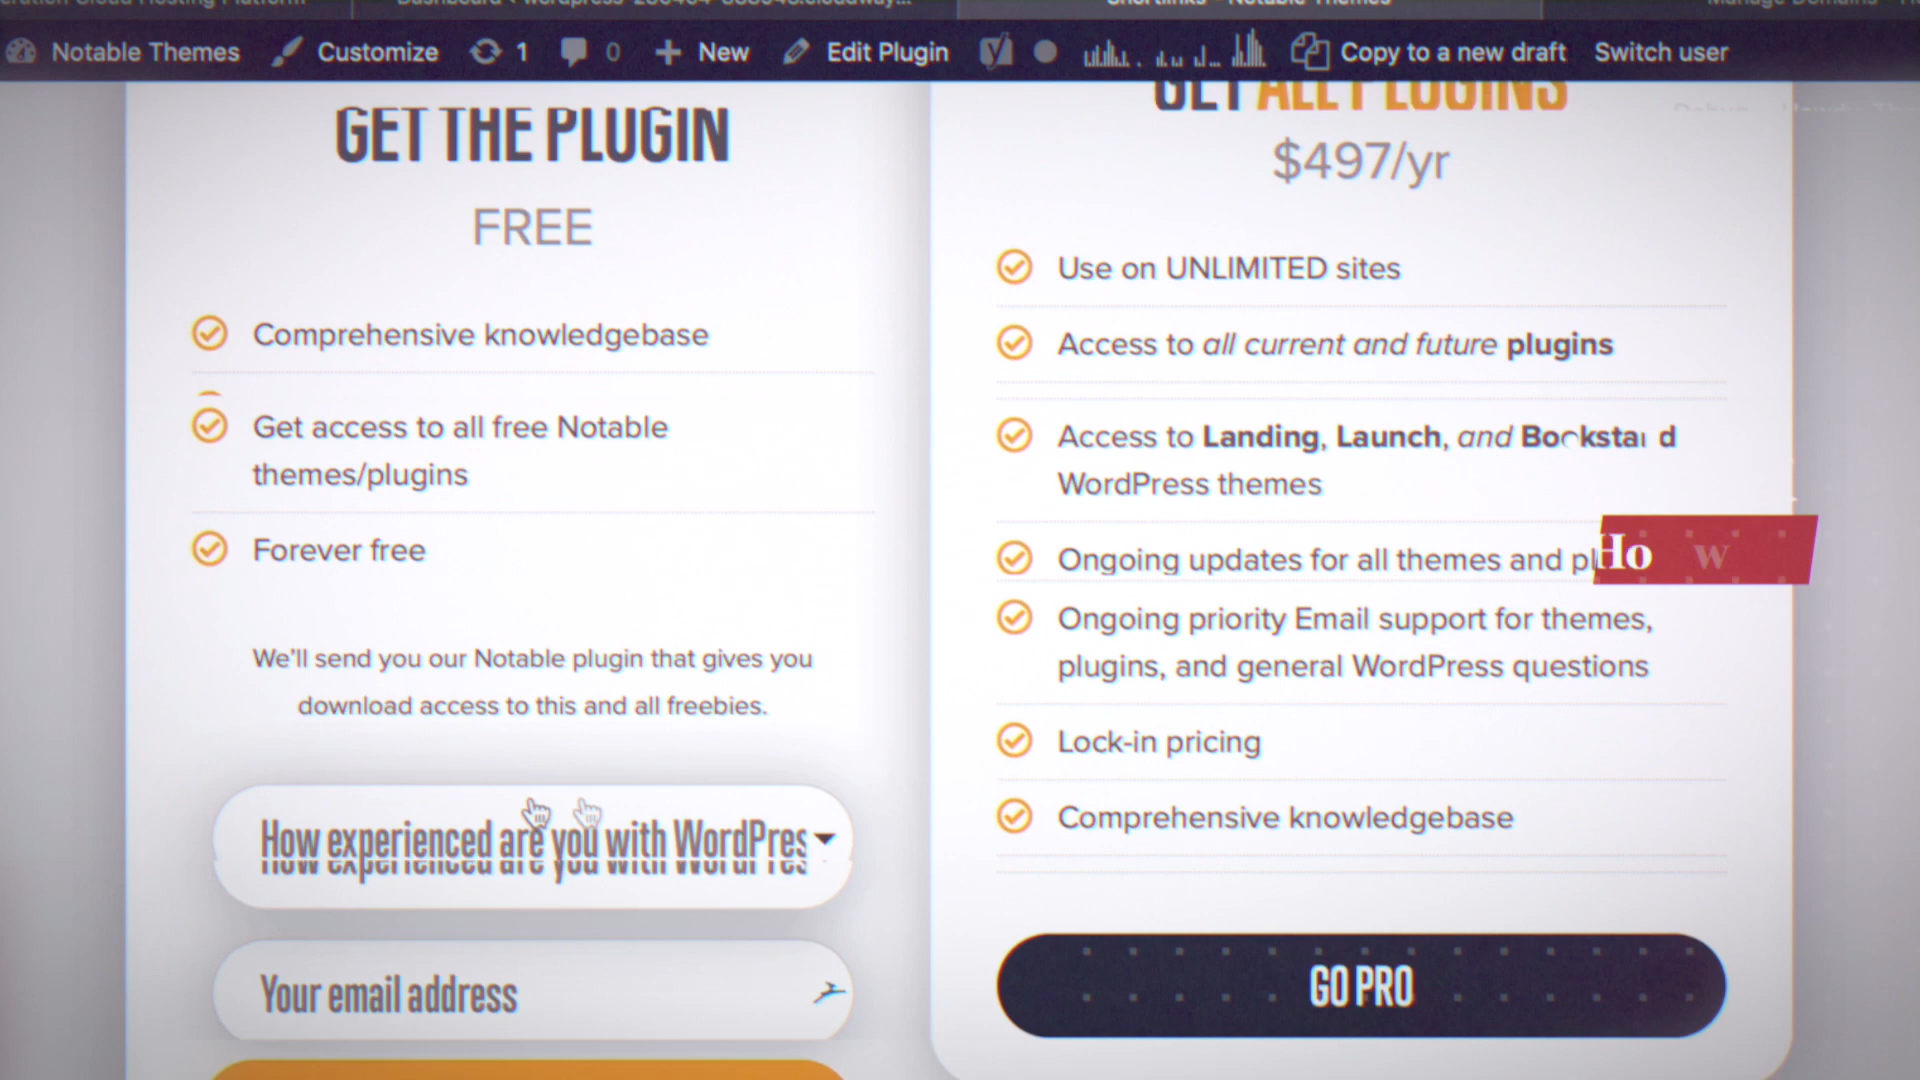 Notable Themes Customize 1 0 New Edit Plugin Copy to a new draft Switch user
GET THE PLUGIN
FREE
Comprehensive knowledgebase
Get access to all free Notable
themes/plugins
Forever free
We'll send you our Notable plugin that gives you
download access to this and all freebies.
How experienced are you with WordPres
Your email address
GET ALL PLUGINS
$497/yr
Use on UNLIMITED sites
Access to all current and future plugins
Access to Landing, Launch, and Bookstand
WordPress themes
Ongoing updates for all themes and pl
Ho w
Ongoing priority Email support for themes,
plugins, and general WordPress questions
Lock-in pricing
Comprehensive knowledgebase
GO PRO